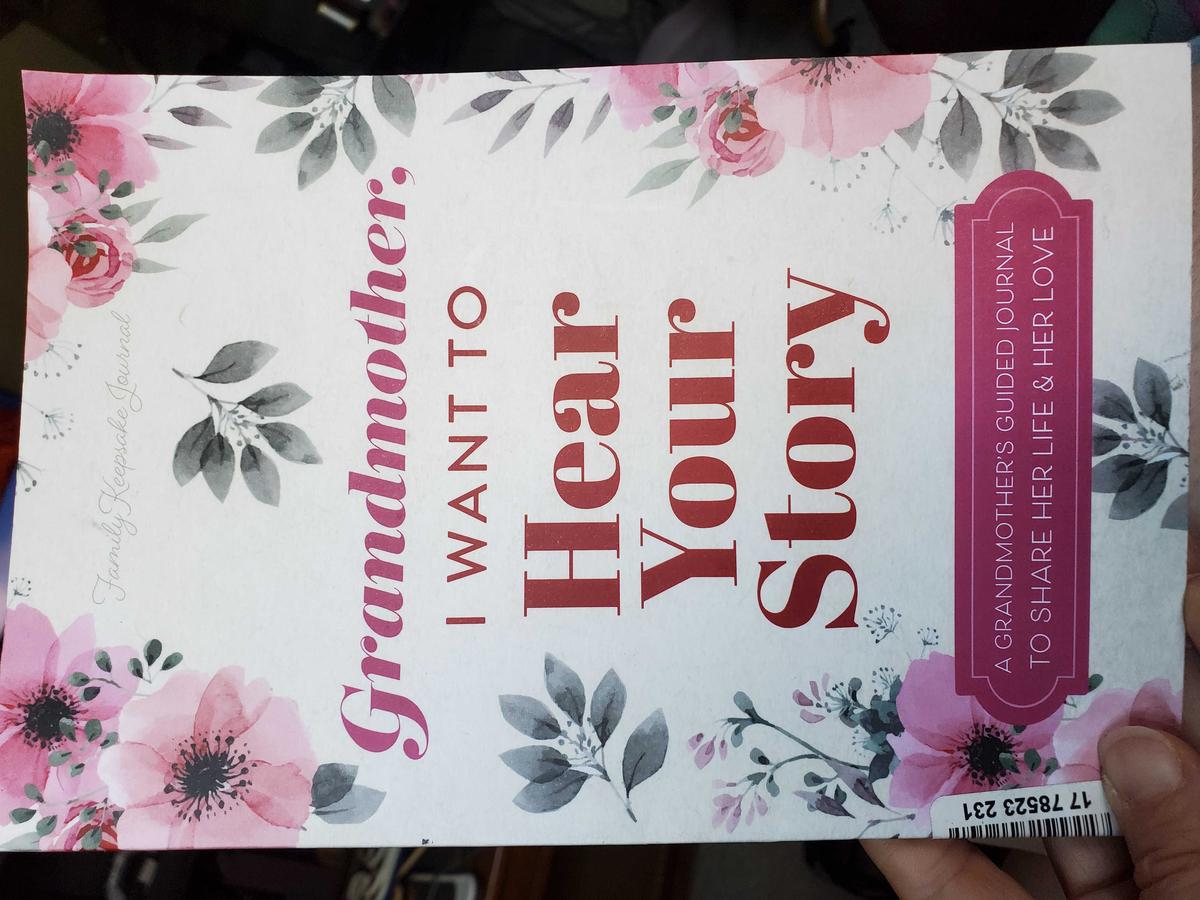 Family Keepsake Journal
Grandmother,
I WANT TO
Hear
Your
Story
A GRANDMOTHER'S GUIDED JOURNAL
TO SHARE HER LIFE & HER LOVE
17 78523 231